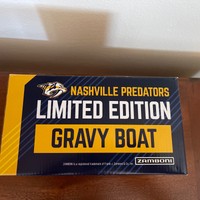 NASHVILLE PREDATORS
LIMITED EDITION
GRAVY BOAT
ZAMBONI